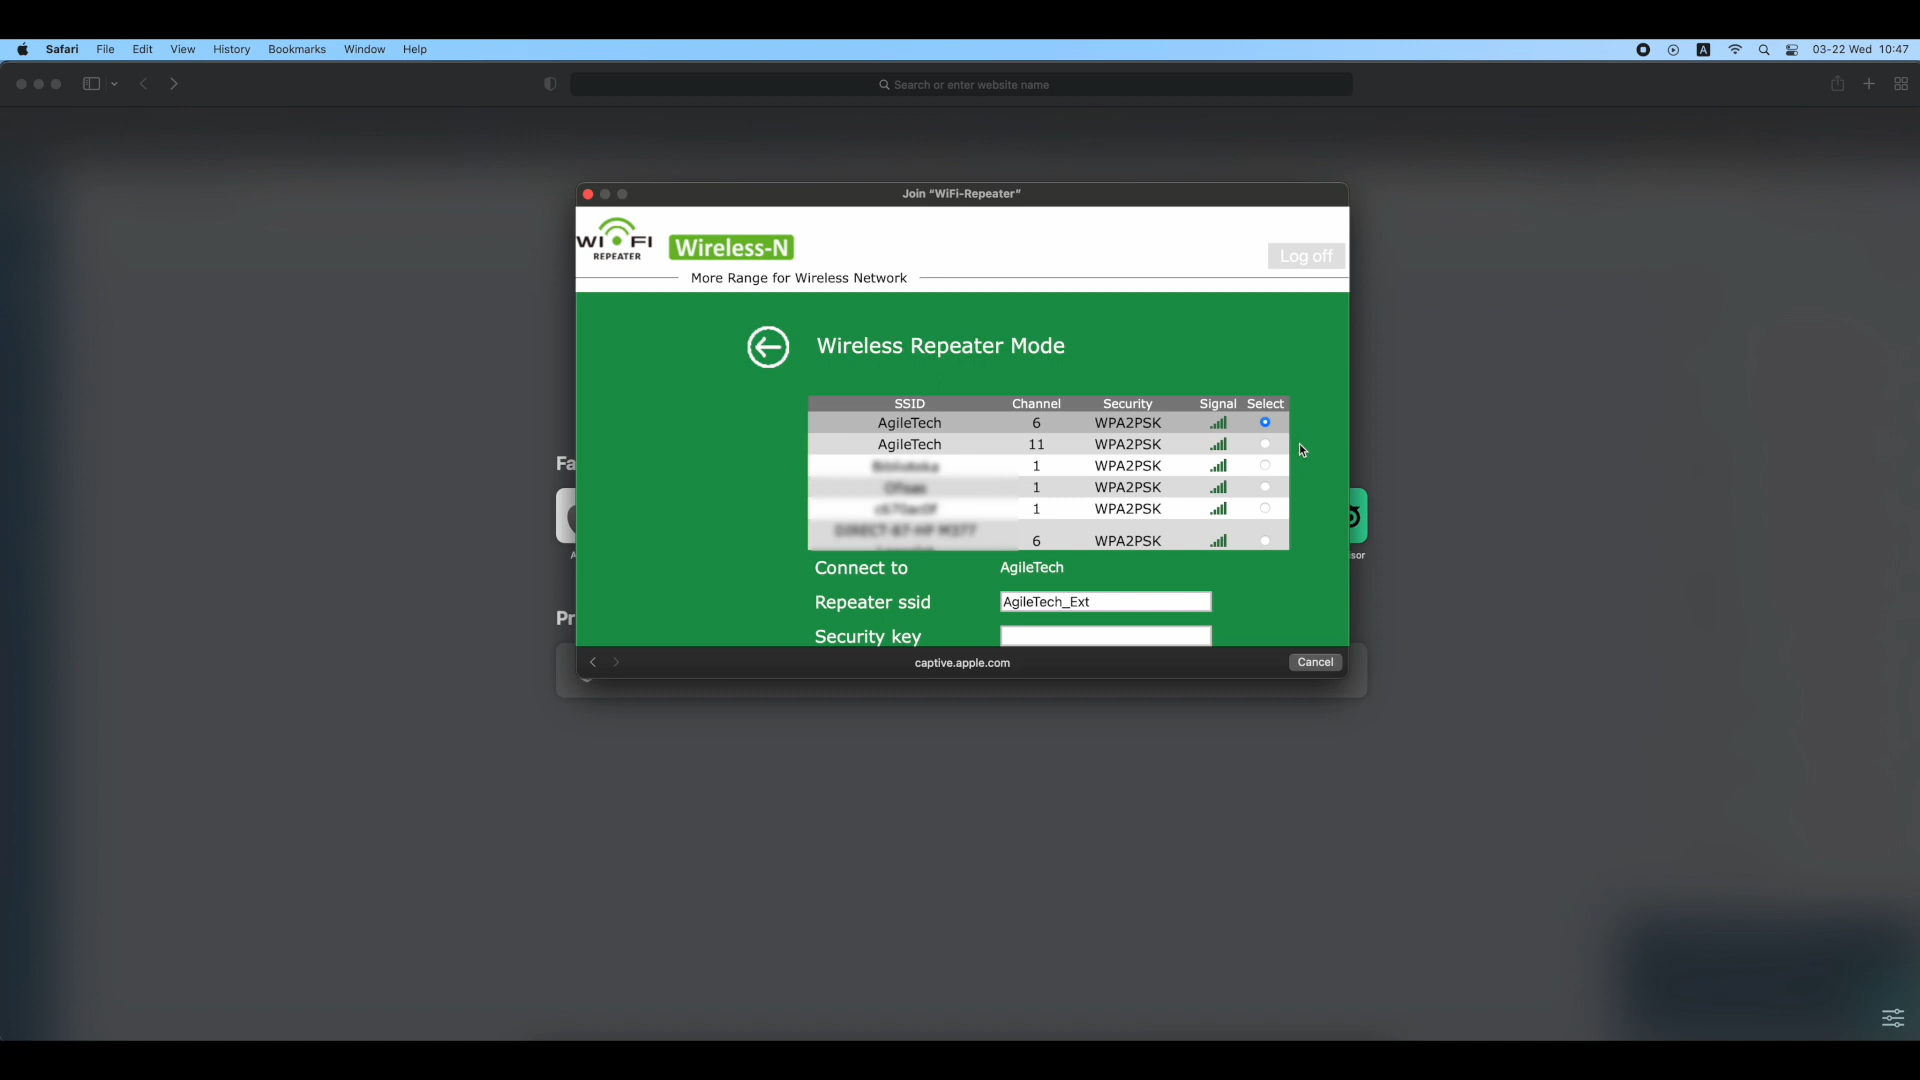 Safari File Edit View History Bookmarks Window Help A 03-22 Wed 10:47
Search or enter website name
Join "WiFi-Repeater"
WI FI
REPEATER
Wireless-N
Log off
More Range for Wireless Network
Wireless Repeater Mode
SSID Channel Security Signal Select
AgileTech 6 WPA2PSK
AgileTech 11 WPA2PSK
1 WPA2PSK
1 WPA2PSK
1 WPA2PSK
6 WPA2PSK
Fa
A
sor
Connect to AgileTech
Repeater ssid AgileTech_Ext
Pr
Security key
captive.apple.com
Cancel